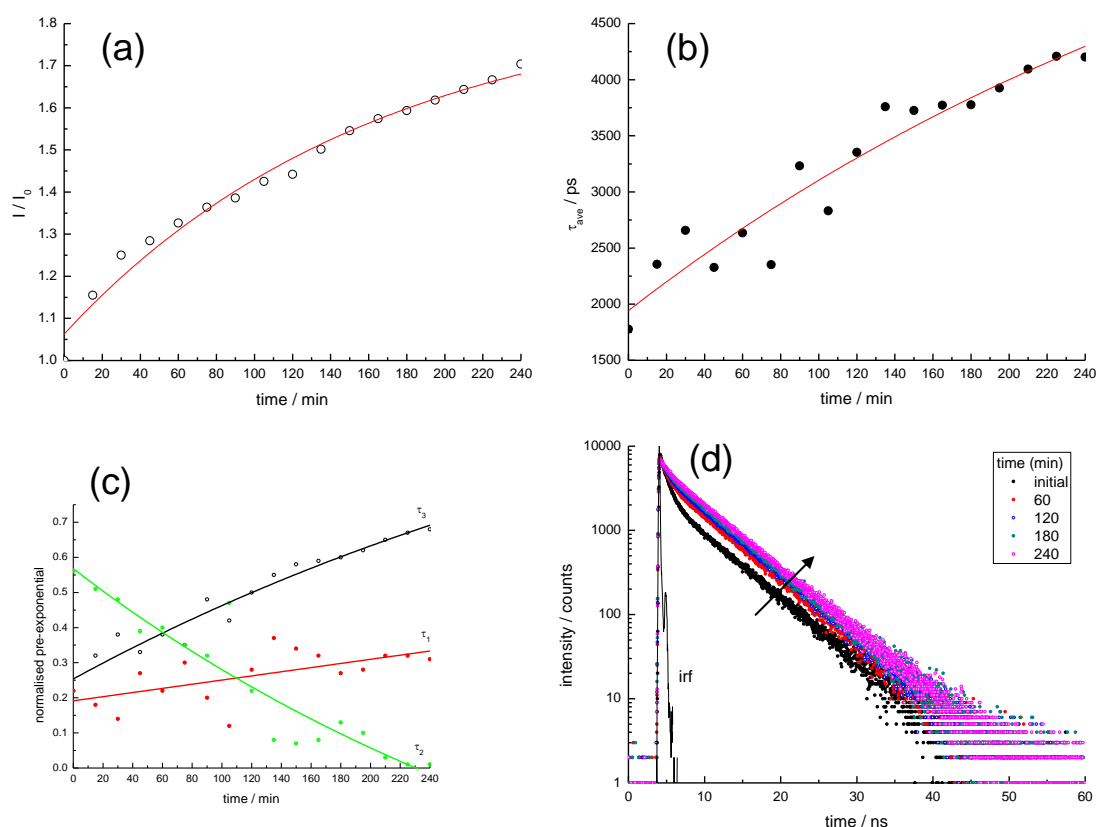 (a)
1.8
1.7
1.6
1.5
1.4
1.3
1.2
1.1
1.0
I / I0
0 20 40 60 80 100 120 140 160 180 200 220 240
time / min
(b)
4500
4000
3500
3000
2500
2000
1500
τave / ps
0 20 40 60 80 100 120 140 160 180 200 220 240
time / min
(c)
0.7
0.6
0.5
0.4
0.3
0.2
0.1
0.0
normalised pre-exponential
τ3
τ1
τ2
0 20 40 60 80 100 120 140 160 180 200 220 240
time / min
(d)
10000
1000
100
10
1
intensity / counts
time (min)
initial
60
120
180
240
irf
0 10 20 30 40 50 60
time / ns